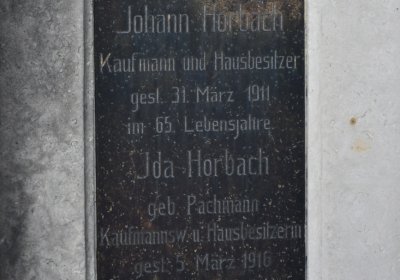 Johann Horbach
Kaufmann und Hausbesitzer
gest. 31. März 1911
im 65. Lebensjahre.
Ida Horbach
geb. Pachmann
Kaufmannsw. u. Hausbesitzerin
gest. 5. März 1916